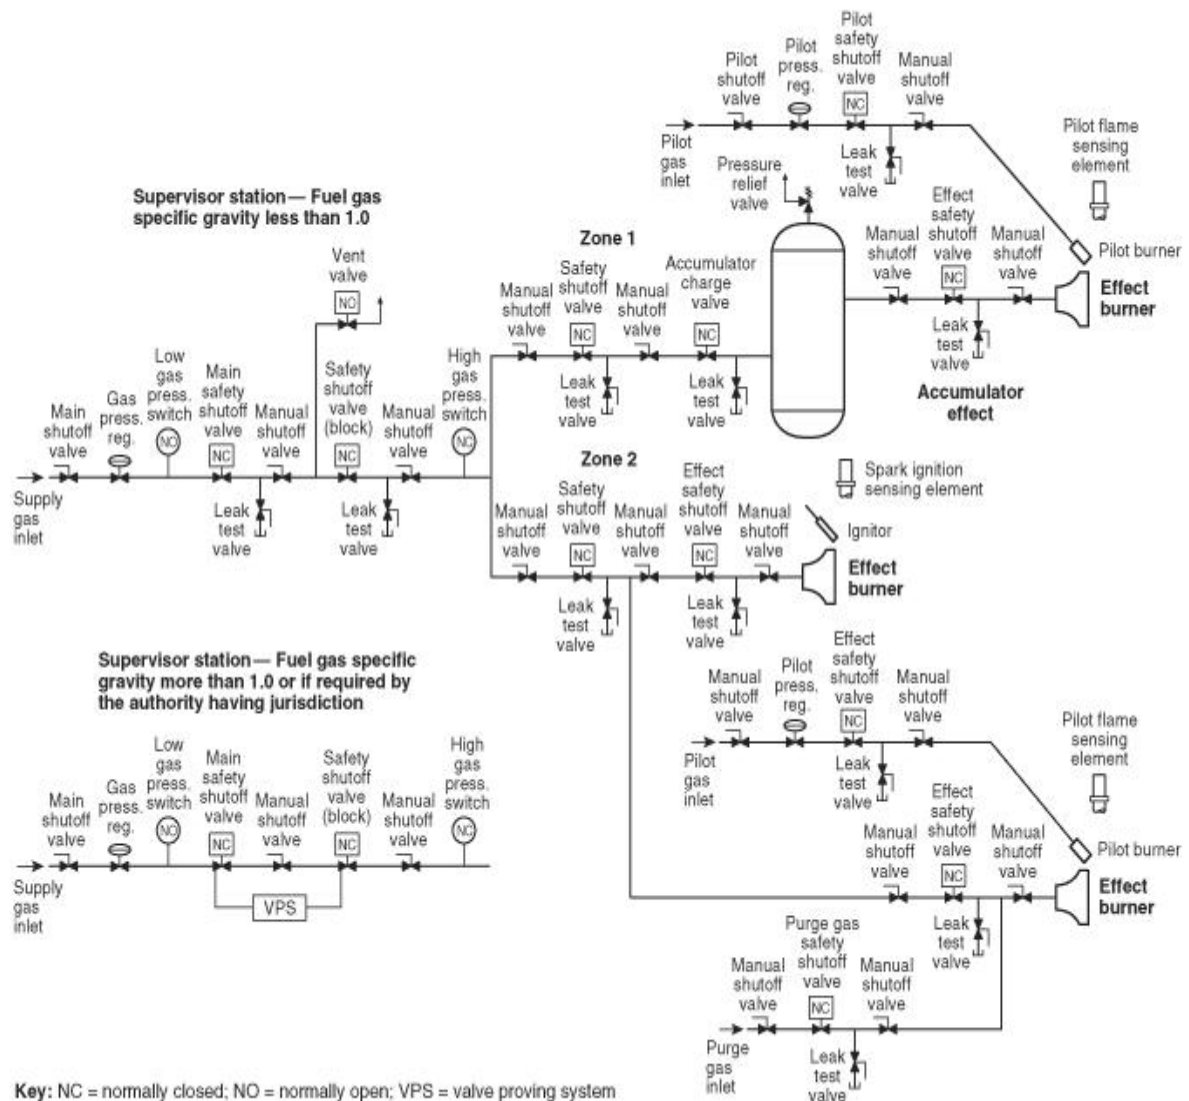 Pilot
shutoff
valve
Pilot
press.
reg.
Pilot
safety
shutoff
valve
NC
Manual
shutoff
valve
Pilot
gas
inlet
Leak
test
valve
Pilot flame
sensing
element
Pressure
relief
valve
Supervisor station— Fuel gas
specific gravity less than 1.0
Vent
valve
NO
Main
shutoff
valve
Gas
press.
reg.
Low
gas
press.
switch
NO
Main
safety
shutoff
valve
NC
Manual
shutoff
valve
Safety
shutoff
valve
(block)
NC
Manual
shutoff
valve
High
gas
press.
switch
NC
Supply
gas
inlet
Leak
test
valve
Leak
test
valve
Zone 1
Manual
shutoff
valve
Safety
shutoff
valve
NC
Manual
shutoff
valve
Accumulator
charge
valve
NC
Leak
test
valve
Leak
test
valve
Manual
shutoff
valve
Effect
safety
shutoff
valve
NC
Manual
shutoff
valve
Pilot burner
Effect
burner
Leak
test
valve
Accumulator
effect
Zone 2
Manual
shutoff
valve
Safety
shutoff
valve
NC
Manual
shutoff
valve
Effect
safety
shutoff
valve
NC
Manual
shutoff
valve
Spark ignition
sensing element
Ignitor
Effect
burner
Leak
test
valve
Leak
test
valve
Supervisor station— Fuel gas specific
gravity more than 1.0 or if required by
the authority having jurisdiction
Main
shutoff
valve
Gas
press.
reg.
Low
gas
press.
switch
NO
Main
safety
shutoff
valve
NC
Manual
shutoff
valve
Safety
shutoff
valve
(block)
NC
Manual
shutoff
valve
High
gas
press.
switch
NC
Supply
gas
inlet
VPS
Manual
shutoff
valve
Pilot
press.
reg.
Effect
safety
shutoff
valve
NC
Manual
shutoff
valve
Pilot
gas
inlet
Leak
test
valve
Pilot flame
sensing
element
Manual
shutoff
valve
Effect
safety
shutoff
valve
NC
Manual
shutoff
valve
Pilot burner
Effect
burner
Leak
test
valve
Manual
shutoff
valve
Purge gas
safety
shutoff
valve
NC
Manual
shutoff
valve
Purge
gas
inlet
Leak
test
valve
Key: NC = normally closed; NO = normally open; VPS = valve proving system